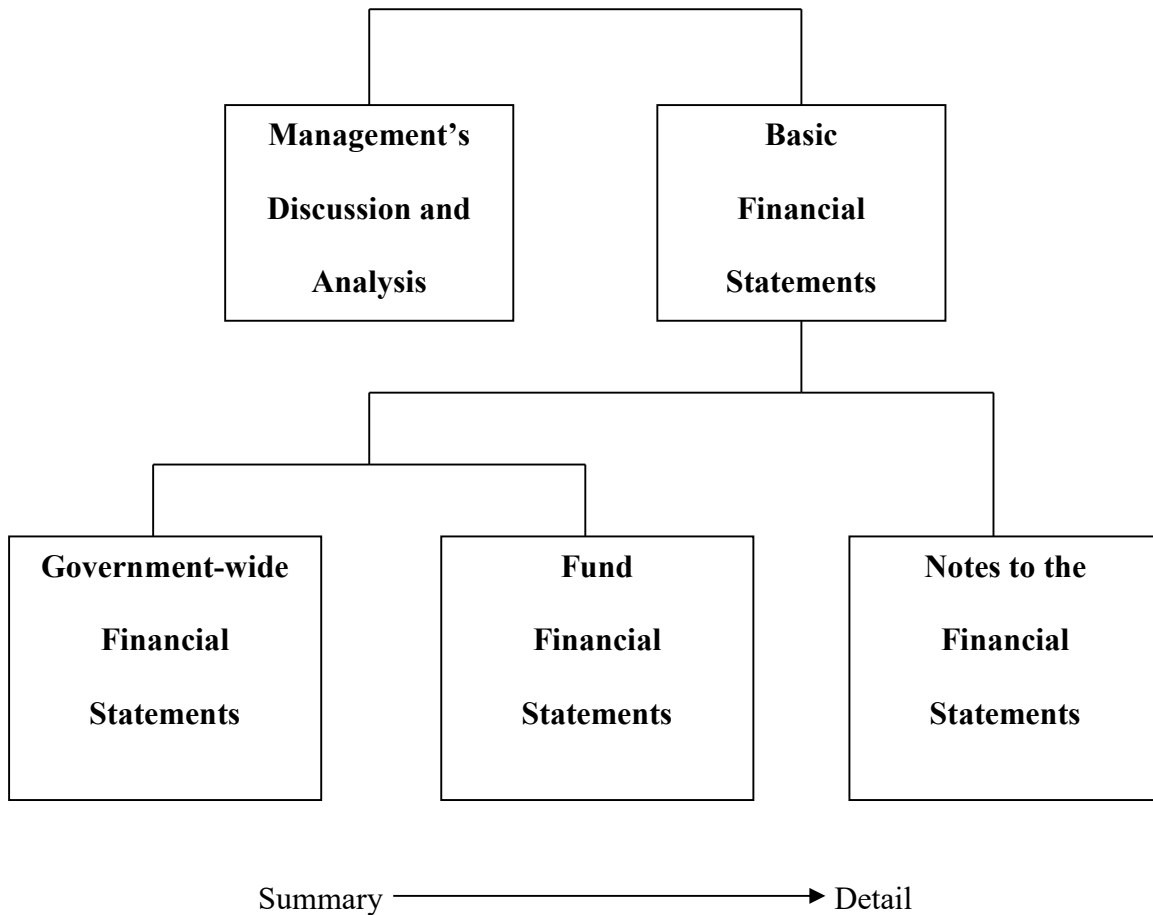 Management’s
Discussion and
Analysis
Basic
Financial
Statements
Government-wide
Financial
Statements
Fund
Financial
Statements
Notes to the
Financial
Statements
Summary
Detail